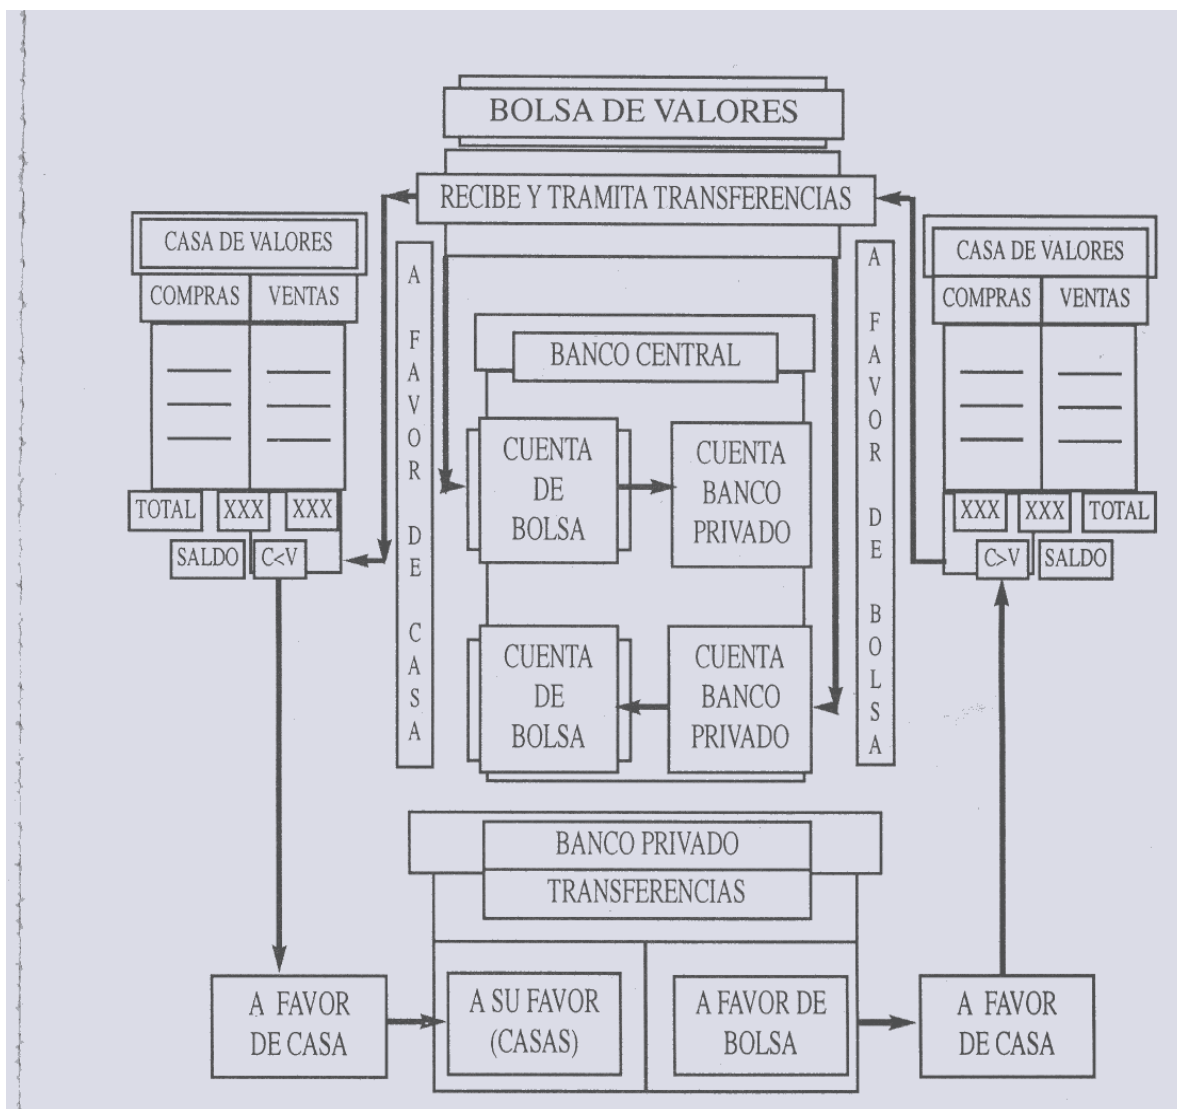 BOLSA DE VALORES
RECIBE Y TRAMITA TRANSFERENCIAS
CASA DE VALORES
COMPRAS VENTAS
TOTAL XXX XXX
SALDO C<V
A FAVOR DE CASA
BANCO CENTRAL
CUENTA
DE
BOLSA
CUENTA
BANCO
PRIVADO
CUENTA
DE
BOLSA
CUENTA
BANCO
PRIVADO
A FAVOR DE BOLSA
CASA DE VALORES
COMPRAS VENTAS
XXX XXX TOTAL
C>V SALDO
BANCO PRIVADO
TRANSFERENCIAS
A FAVOR
DE CASA
A SU FAVOR
(CASAS)
A FAVOR DE
BOLSA
A FAVOR
DE CASA